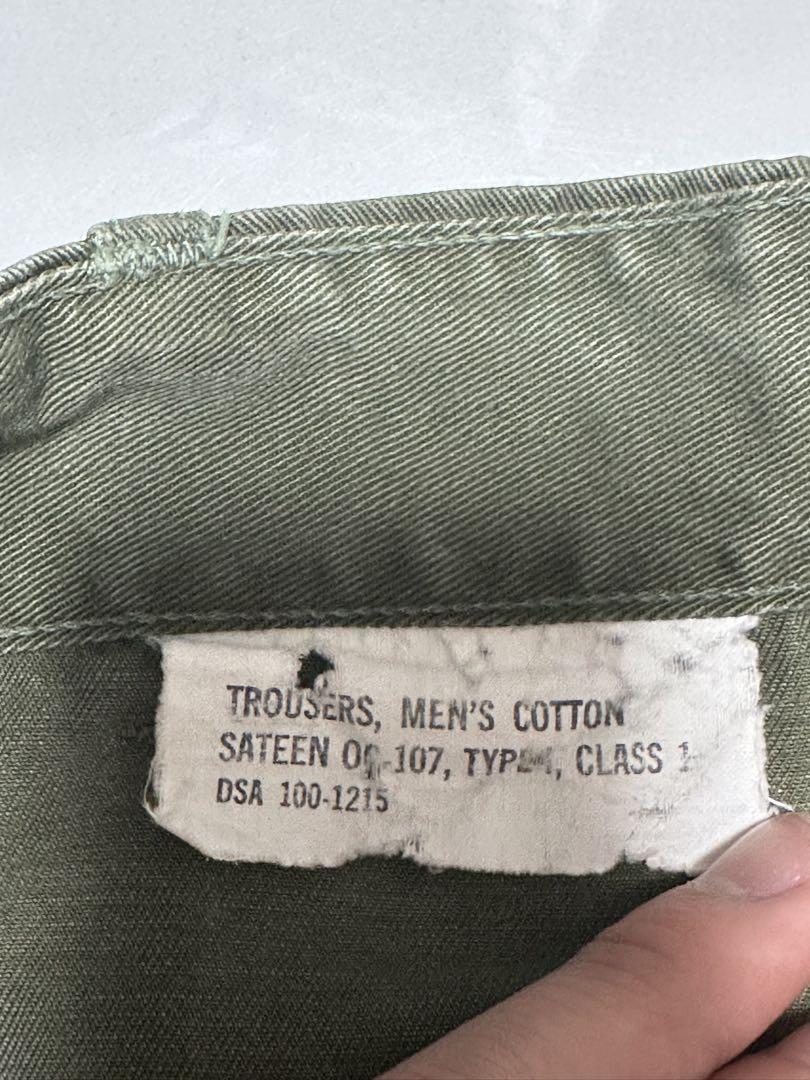 TROUSERS, MEN'S COTTON
SATEEN OG-107, TYPE I, CLASS 1
DSA 100-1215